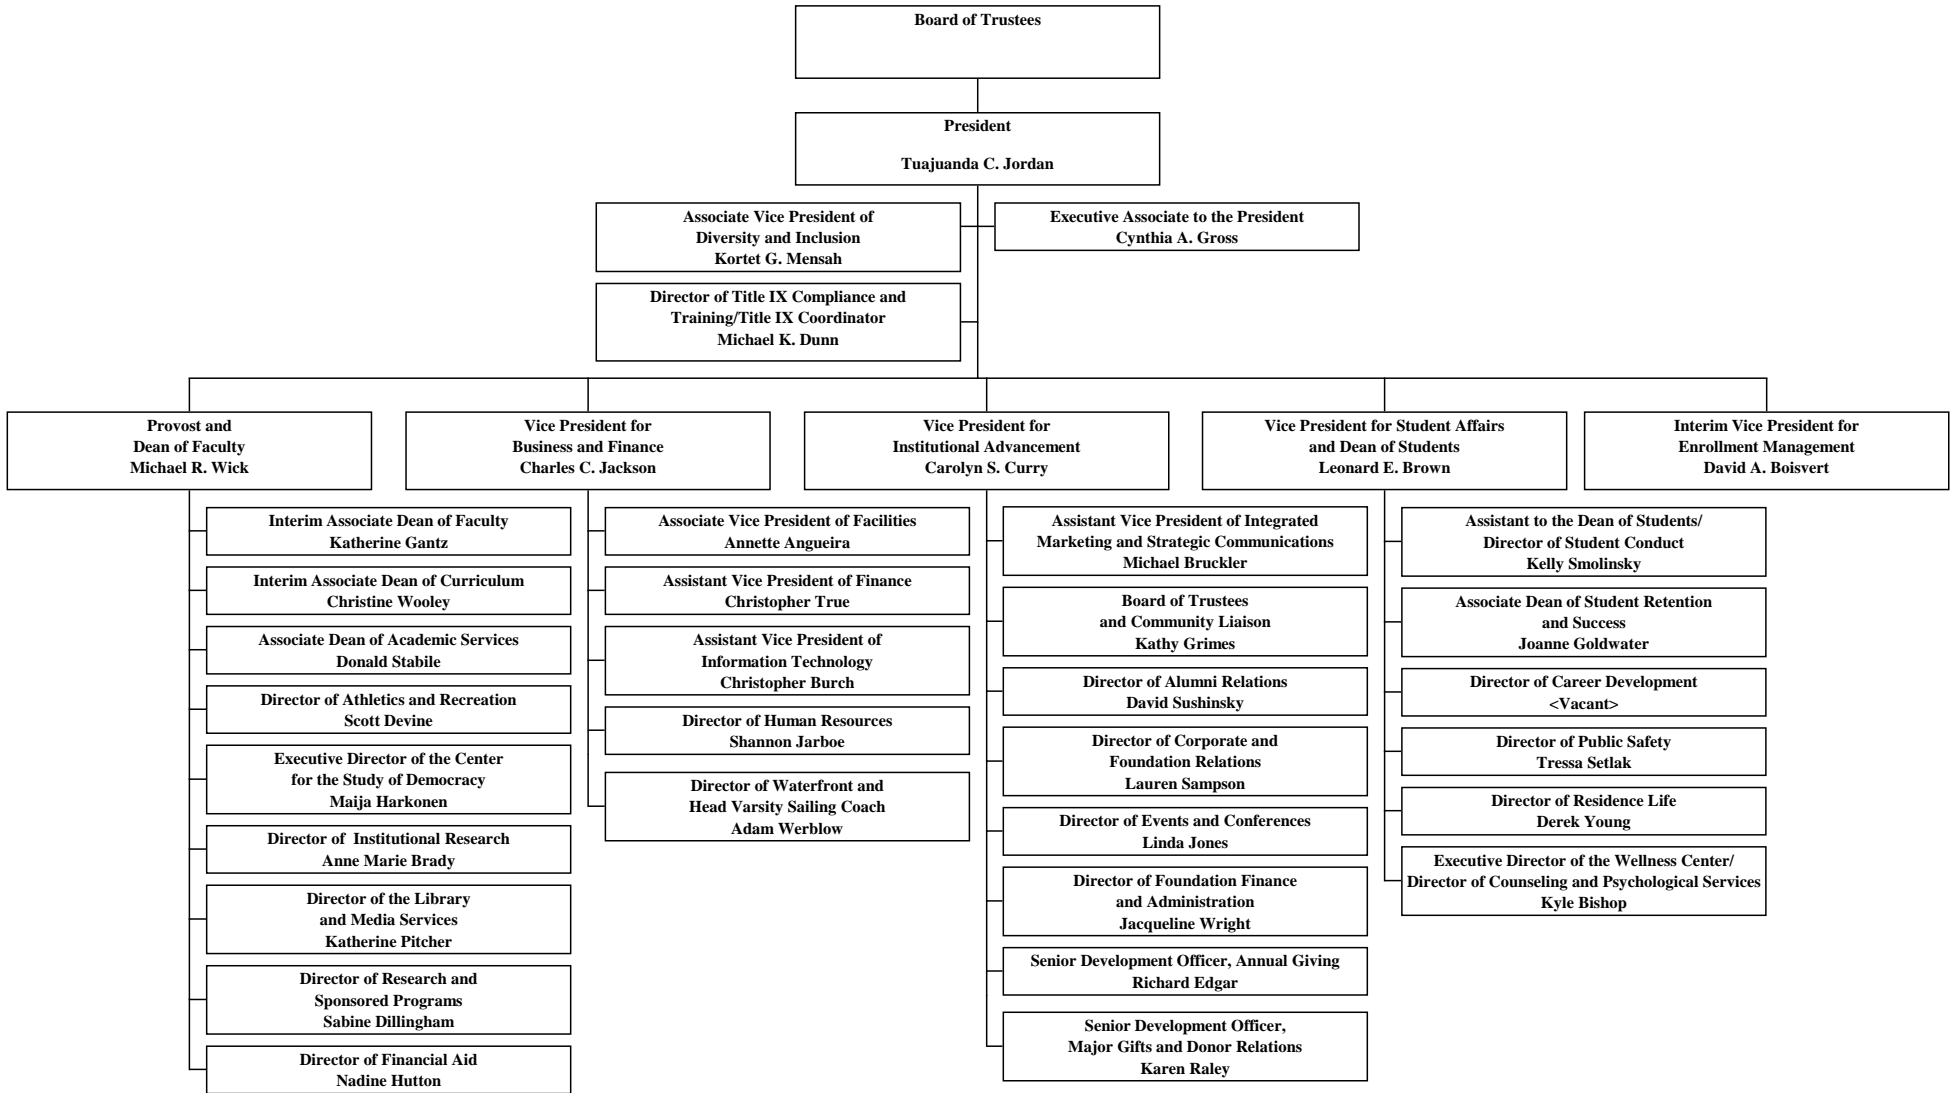 Board of Trustees
President
Tuajuanda C. Jordan
Associate Vice President of
Diversity and Inclusion
Kortet G. Mensah
Executive Associate to the President
Cynthia A. Gross
Director of Title IX Compliance and
Training/Title IX Coordinator
Michael K. Dunn
Provost and
Dean of Faculty
Michael R. Wick
Vice President for
Business and Finance
Charles C. Jackson
Vice President for
Institutional Advancement
Carolyn S. Curry
Vice President for Student Affairs
and Dean of Students
Leonard E. Brown
Interim Vice President for
Enrollment Management
David A. Boisvert
Interim Associate Dean of Faculty
Katherine Gantz
Interim Associate Dean of Curriculum
Christine Wooley
Associate Dean of Academic Services
Donald Stabile
Director of Athletics and Recreation
Scott Devine
Executive Director of the Center
for the Study of Democracy
Maija Harkonen
Director of  Institutional Research
Anne Marie Brady
Director of the Library
and Media Services
Katherine Pitcher
Director of Research and
Sponsored Programs
Sabine Dillingham
Director of Financial Aid
Nadine Hutton
Associate Vice President of Facilities
Annette Angueira
Assistant Vice President of Finance
Christopher True
Assistant Vice President of
Information Technology
Christopher Burch
Director of Human Resources
Shannon Jarboe
Director of Waterfront and
Head Varsity Sailing Coach
Adam Werblow
Assistant Vice President of Integrated
Marketing and Strategic Communications
Michael Bruckler
Board of Trustees
and Community Liaison
Kathy Grimes
Director of Alumni Relations
David Sushinsky
Director of Corporate and
Foundation Relations
Lauren Sampson
Director of Events and Conferences
Linda Jones
Director of Foundation Finance
and Administration
Jacqueline Wright
Senior Development Officer, Annual Giving
Richard Edgar
Senior Development Officer,
Major Gifts and Donor Relations
Karen Raley
Assistant to the Dean of Students/
Director of Student Conduct
Kelly Smolinsky
Associate Dean of Student Retention
and Success
Joanne Goldwater
Director of Career Development
<Vacant>
Director of Public Safety
Tressa Setlak
Director of Residence Life
Derek Young
Executive Director of the Wellness Center/
Director of Counseling and Psychological Services
Kyle Bishop